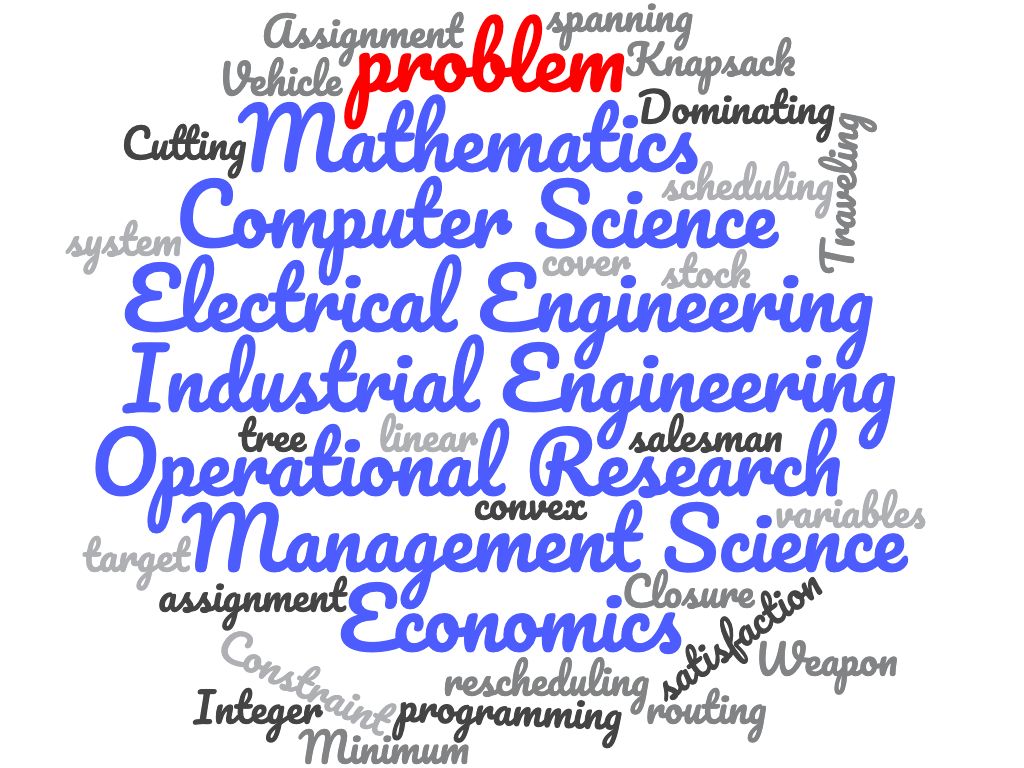 Assignment spanning
Vehicle problem Knapsack
Dominating
Cutting Mathematics
Traveling
scheduling
system Computer Science
cover stock
Electrical Engineering
Industrial Engineering
tree linear salesman
Operational Research
convex variables
target Management Science
assignment Economics Closure
satisfaction
Constraint rescheduling Weapon
Integer programming routing
Minimum